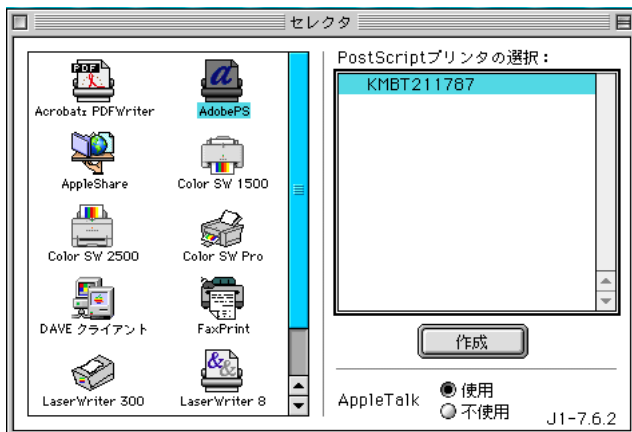 セレクタ
PDF
Acrobat: PDFWriter
AdobePS
AppleShare
Color SW 1500
Color SW 2500
Color SW Pro
DAVE クライアント
FaxPrint
LaserWriter 300
LaserWriter 8
PostScriptプリンタの選択：
KMBT211787
作成
AppleTalk
使用
不使用
J1-7.6.2